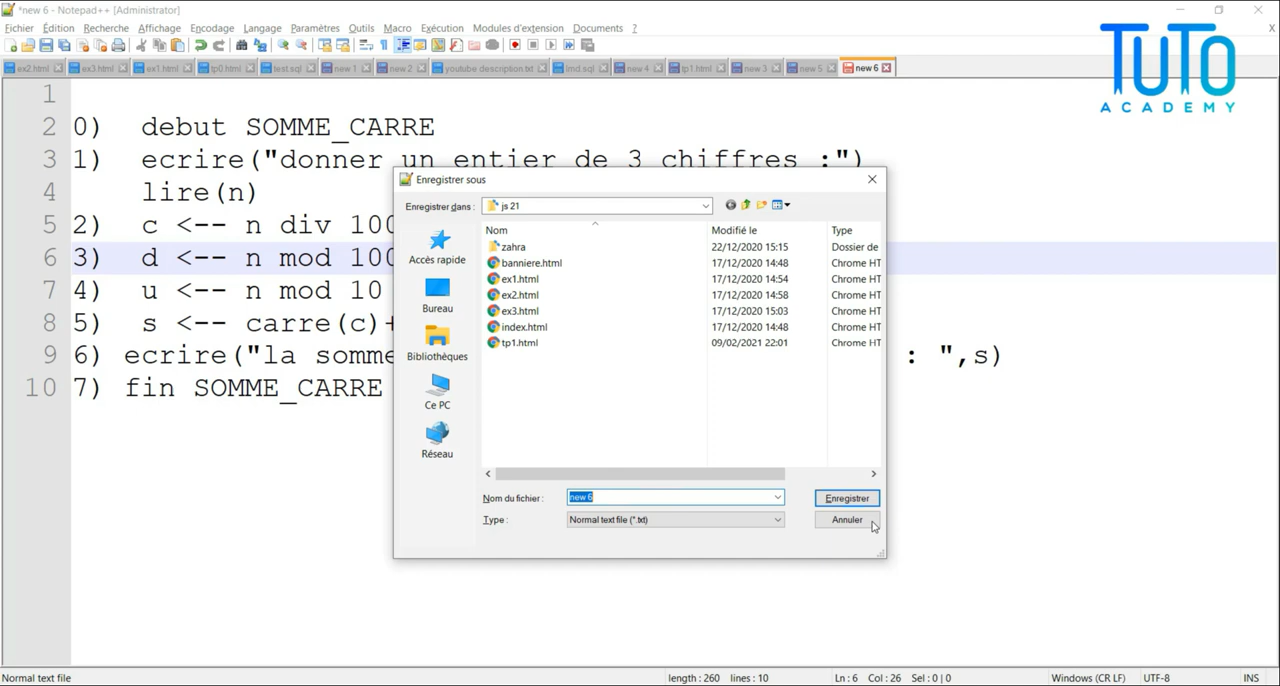 *new 6 - Notepad++ [Administrator]
Fichier Édition Recherche Affichage Encodage Langage Paramètres Outils Macro Exécution Modules d'extension Documents ? X
ex2.html ex3.html ex1.html tp0.html test.sql new 1 new 2 youtube description.txt lmd.sql new 4 tp1.html new 3 new 5 new 6
TUTO
ACADEMY
1
2 0) debut SOMME_CARRE
3 1) ecrire("donner un entier de 3 chiffres :")
4 lire(n)
5 2) c <-- n div 100
6 3) d <-- n mod 100
7 4) u <-- n mod 10
8 5) s <-- carre(c)+
9 6) ecrire("la somme : ",s)
10 7) fin SOMME_CARRE
Enregistrer sous
Enregistrer dans : js 21
Accès rapide
Bureau
Bibliothèques
Ce PC
Réseau
Nom Modifié le Type
zahra 22/12/2020 15:15 Dossier de
banniere.html 17/12/2020 14:48 Chrome HT
ex1.html 17/12/2020 14:54 Chrome HT
ex2.html 17/12/2020 14:58 Chrome HT
ex3.html 17/12/2020 15:03 Chrome HT
index.html 17/12/2020 14:48 Chrome HT
tp1.html 09/02/2021 22:01 Chrome HT
Nom du fichier : new 6 Enregistrer
Type : Normal text file (*.txt) Annuler
Normal text file length : 260 lines : 10 Ln : 6 Col : 26 Sel : 0 | 0 Windows (CR LF) UTF-8 INS